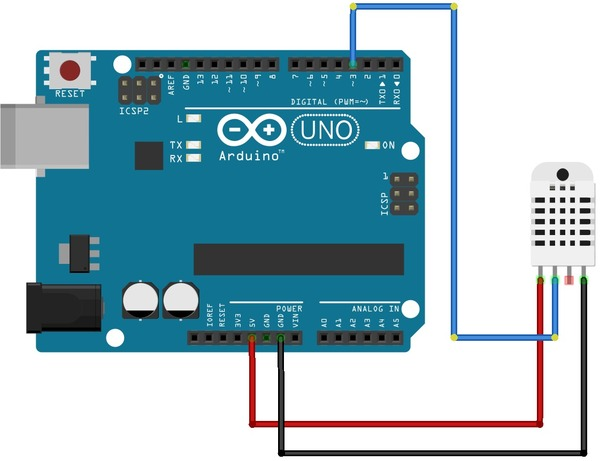 RESET
ICSP2
AREF
GND
13
12
~11
~10
~9
8
7
~6
~5
4
~3
2
TXD▶1
RXD◀0
DIGITAL (PWM=~)
L
TX
RX
UNO
Arduino™
ON
1
ICSP
POWER
ANALOG IN
IOREF
RESET
3V3
5V
GND
GND
VIN
A0
A1
A2
A3
A4
A5